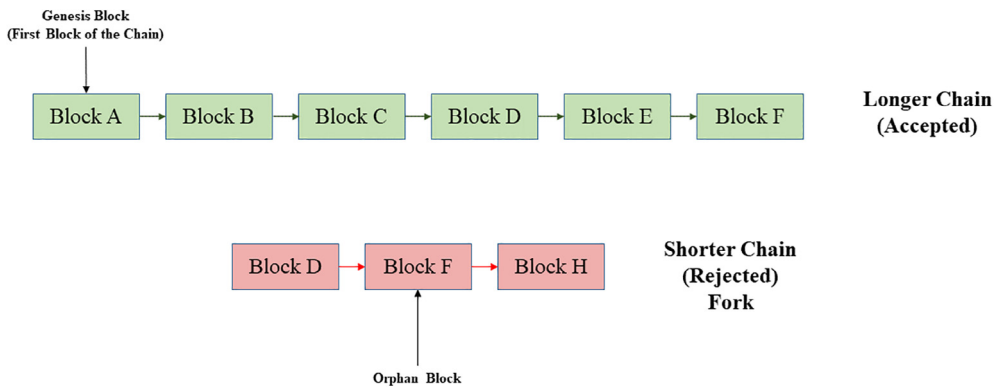 Genesis Block
(First Block of the Chain)
Block A
Block B
Block C
Block D
Block E
Block F
Longer Chain
(Accepted)
Block D
Block F
Block H
Shorter Chain
(Rejected)
Fork
Orphan Block